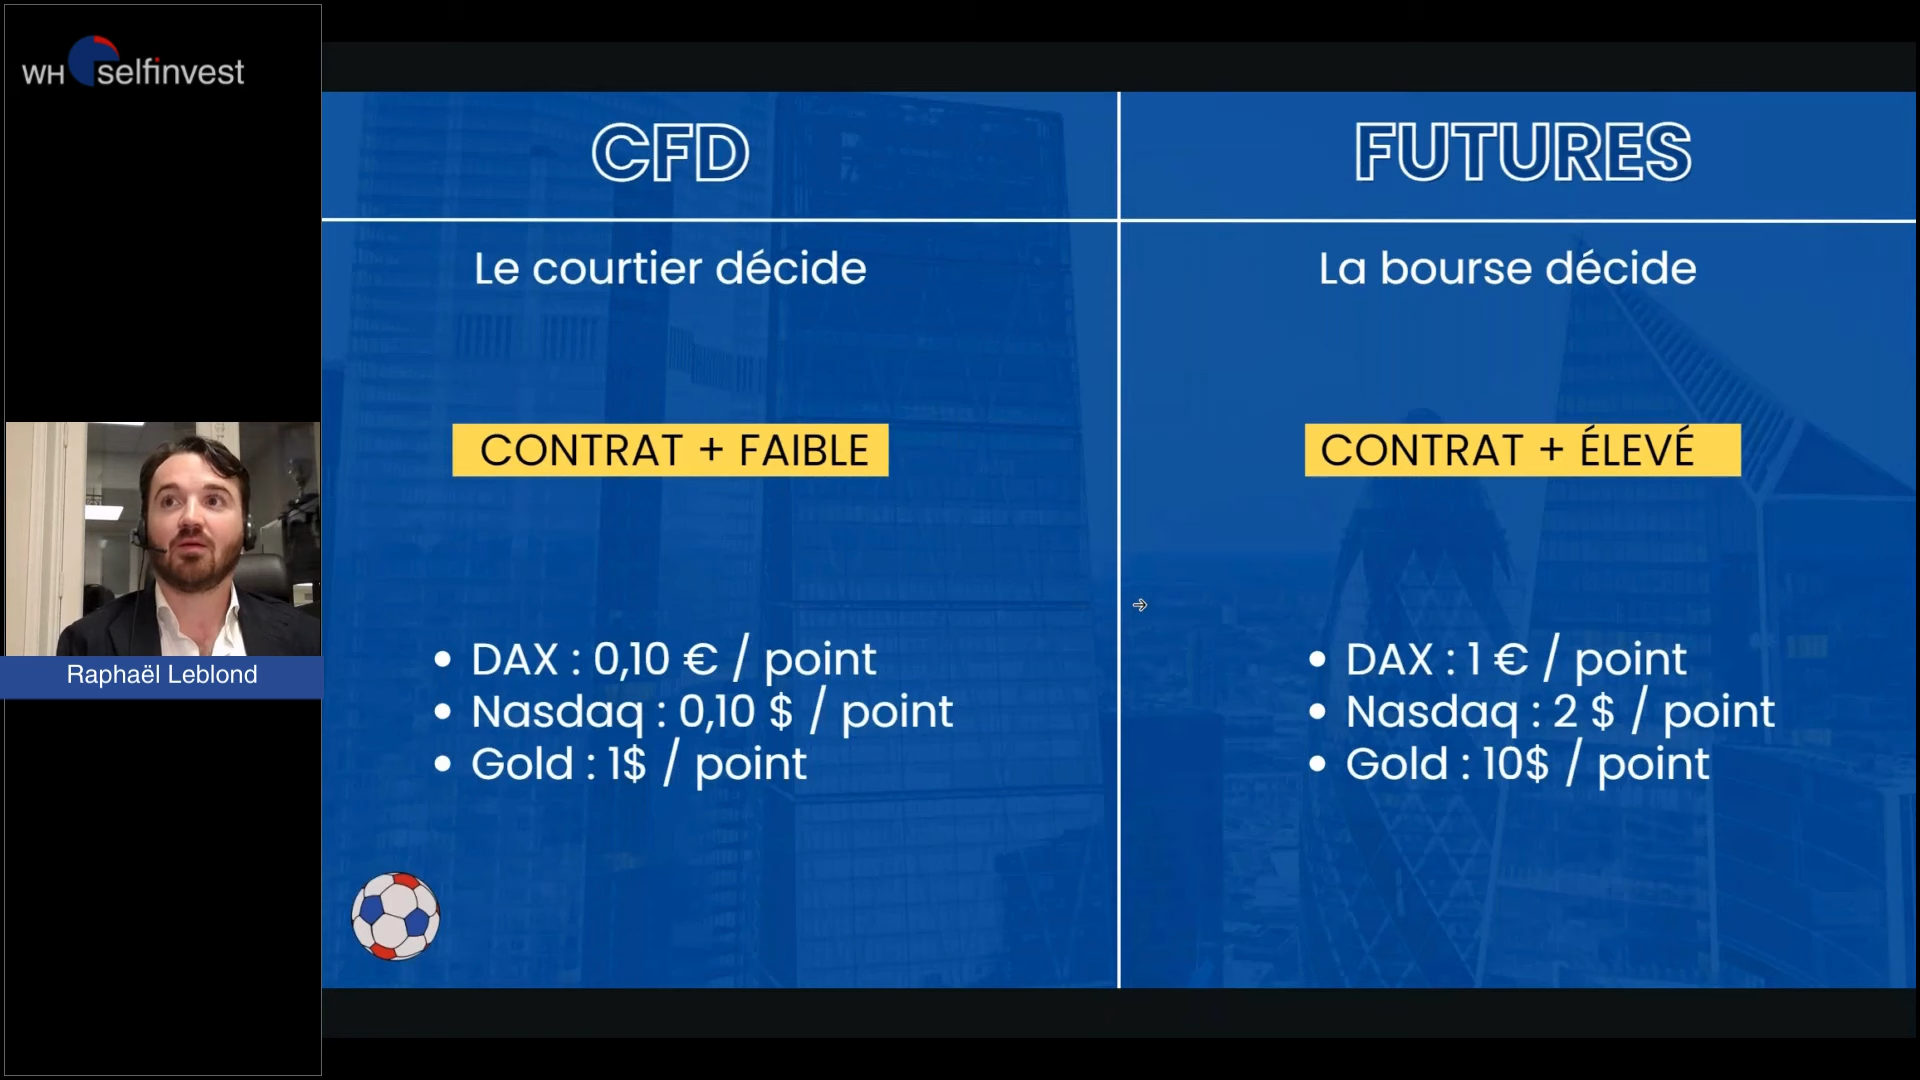 WH selfinvest
CFD
FUTURES
Le courtier décide
La bourse décide
CONTRAT + FAIBLE
CONTRAT + ÉLEVÉ
• DAX : 0,10 € / point
• Nasdaq : 0,10 $ / point
• Gold : 1$ / point
• DAX : 1 € / point
• Nasdaq : 2 $ / point
• Gold : 10$ / point
Raphaël Leblond